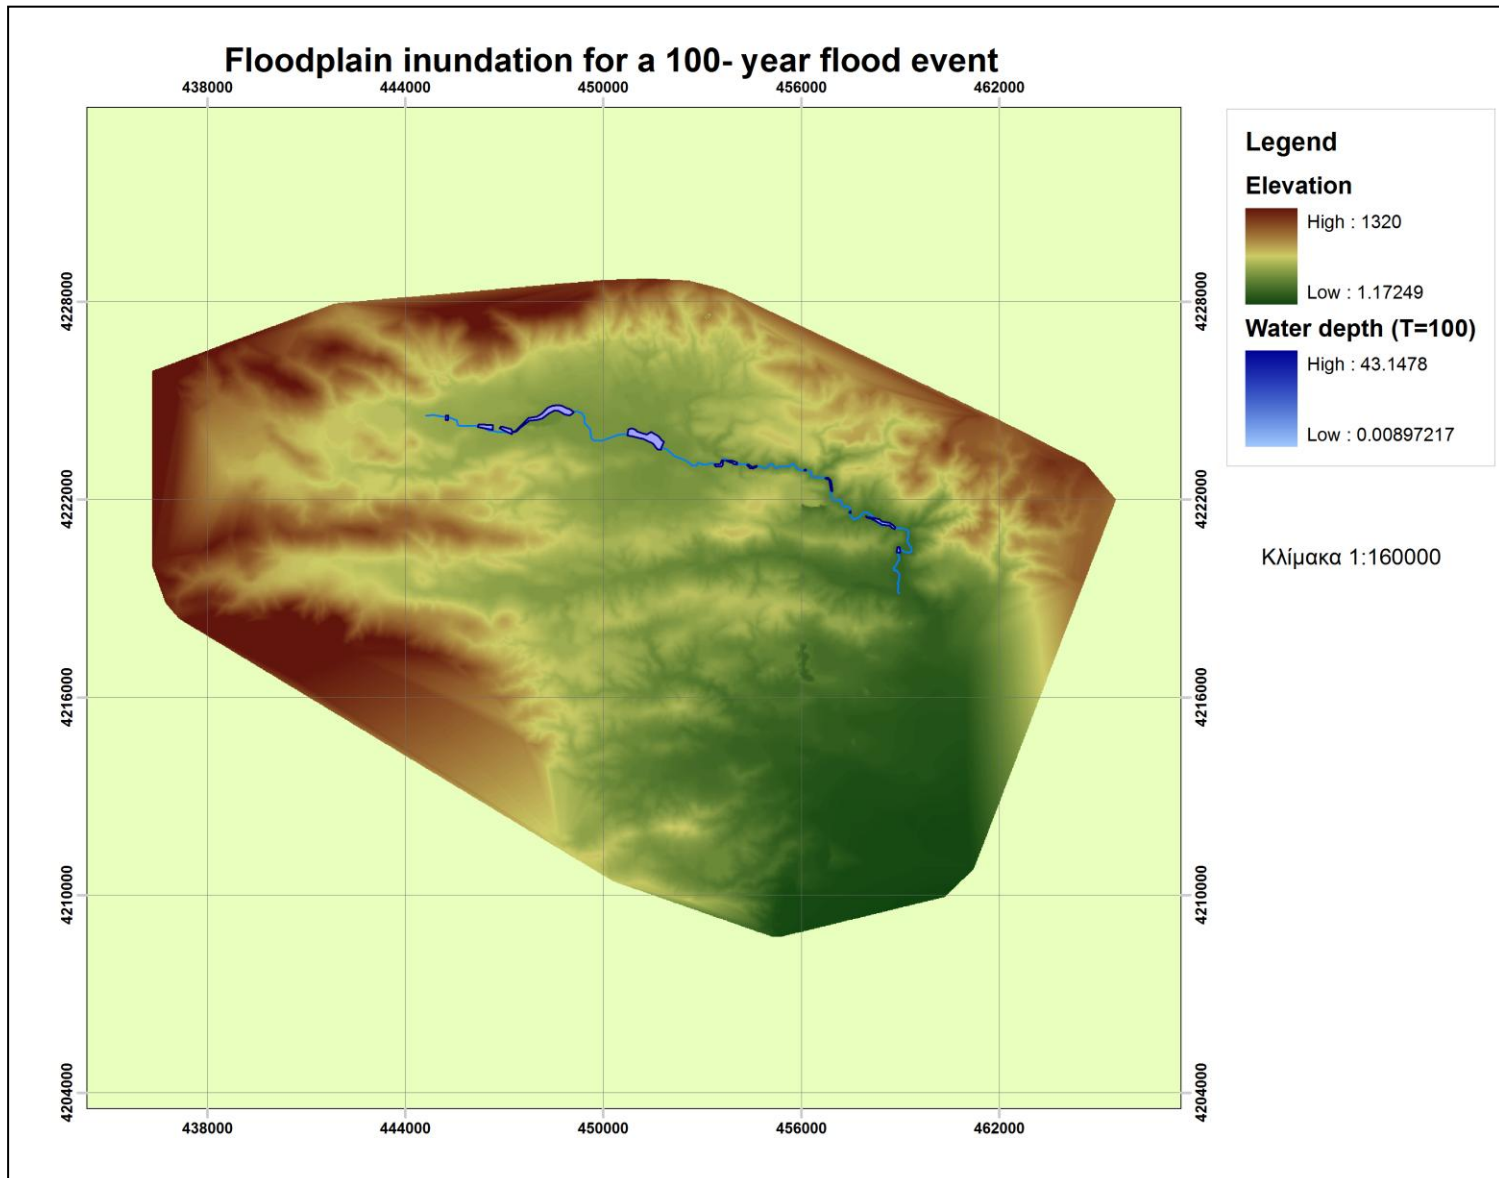 Floodplain inundation for a 100- year flood event
438000 444000 450000 456000 462000
Legend
Elevation
High : 1320
Low : 1.17249
Water depth (T=100)
High : 43.1478
Low : 0.00897217
Κλίμακα 1:160000
4228000 4228000
4222000 4222000
4216000 4216000
4210000 4210000
4204000 4204000
438000 444000 450000 456000 462000